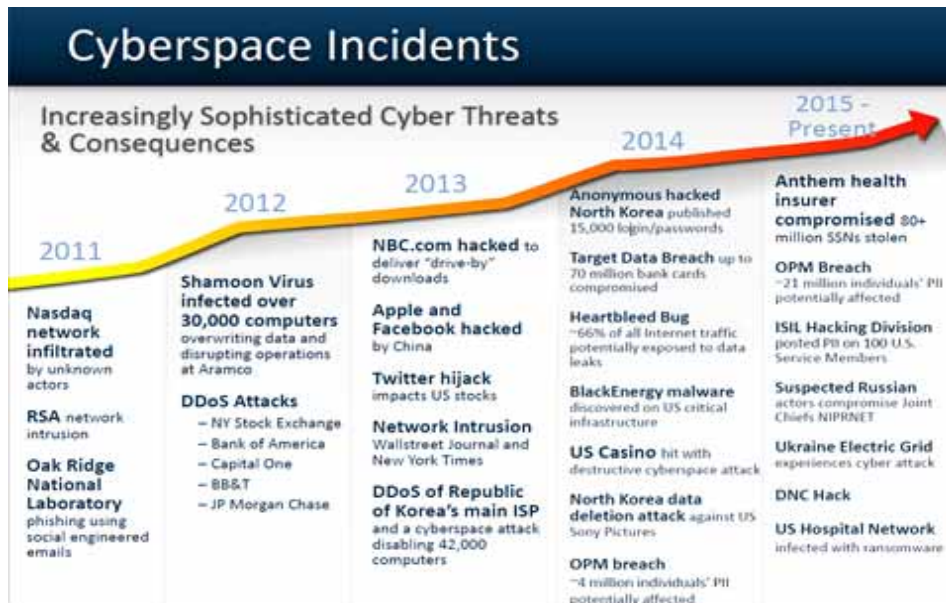 Cyberspace Incidents
Increasingly Sophisticated Cyber Threats
& Consequences
2011
Nasdaq
network
infiltrated
by unknown
actors
RSA network
intrusion
Oak Ridge
National
Laboratory
phishing using
social engineered
emails
2012
Shamoon Virus
infected over
30,000 computers
overwriting data and
disrupting operations
at Aramco
DDoS Attacks
– NY Stock Exchange
– Bank of America
– Capital One
– BB&T
– JP Morgan Chase
2013
NBC.com hacked to
deliver "drive-by"
downloads
Apple and
Facebook hacked
by China
Twitter hijack
impacts US stocks
Network Intrusion
Wallstreet Journal and
New York Times
DDoS of Republic
of Korea's main ISP
and a cyberspace attack
disabling 42,000
computers
2014
Anonymous hacked
North Korea published
15,000 login/passwords
Target Data Breach up to
70 million bank cards
compromised
Heartbleed Bug
~66% of all Internet traffic
potentially exposed to data
leaks
BlackEnergy malware
discovered on US critical
infrastructure
US Casino hit with
destructive cyberspace attack
North Korea data
deletion attack against US
Sony Pictures
OPM breach
~4 million individuals' PII
potentially affected
2015 -
Present
Anthem health
insurer
compromised 80+
million SSNs stolen
OPM Breach
~21 million individuals' PII
potentially affected
ISIL Hacking Division
posted PII on 100 U.S.
Service Members
Suspected Russian
actors compromise Joint
Chiefs NIPRNET
Ukraine Electric Grid
experiences cyber attack
DNC Hack
US Hospital Network
infected with ransomware